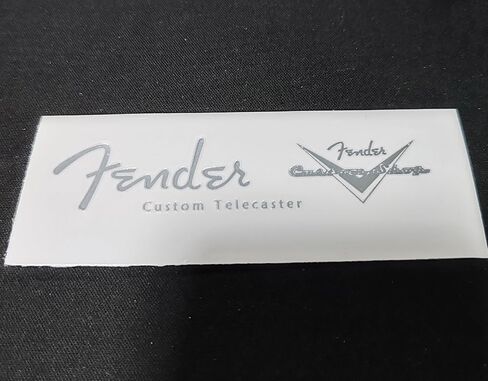 Fender
Custom Telecaster
Fender
Custom Shop